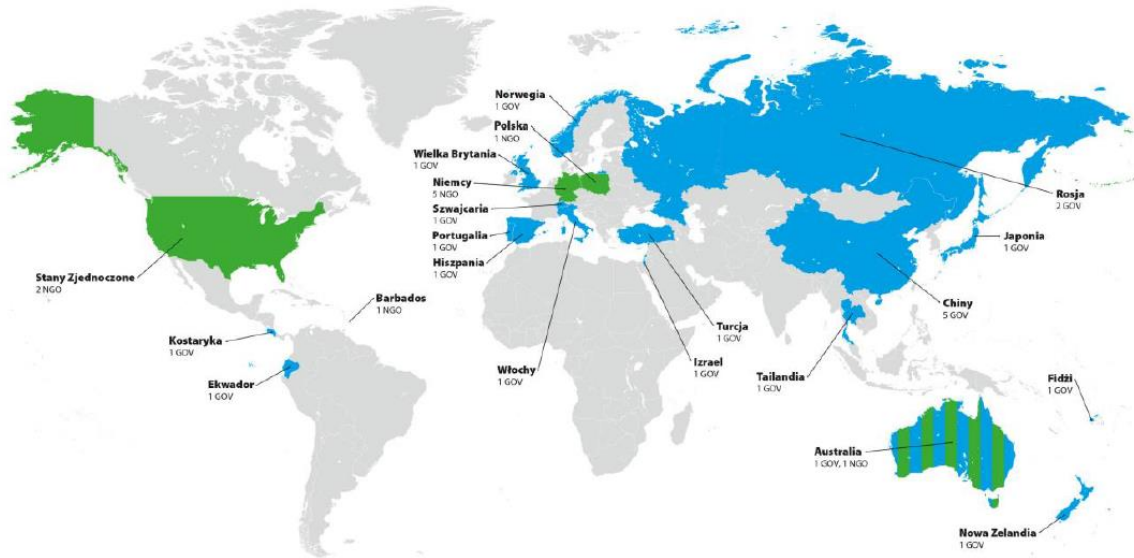 Norwegia
1 GOV
Polska
1 NGO
Wielka Brytania
1 GOV
Niemcy
5 NGO
Szwajcaria
1 GOV
Portugalia
1 GOV
Hiszpania
1 GOV
Rosja
2 GOV
Japonia
1 GOV
Stany Zjednoczone
2 NGO
Barbados
1 NGO
Chiny
5 GOV
Kostaryka
1 GOV
Turcja
1 GOV
Izrael
1 GOV
Włochy
1 GOV
Tailandia
1 GOV
Ekwador
1 GOV
Fidżi
1 GOV
Australia
1 GOV, 1 NGO
Nowa Zelandia
1 GOV